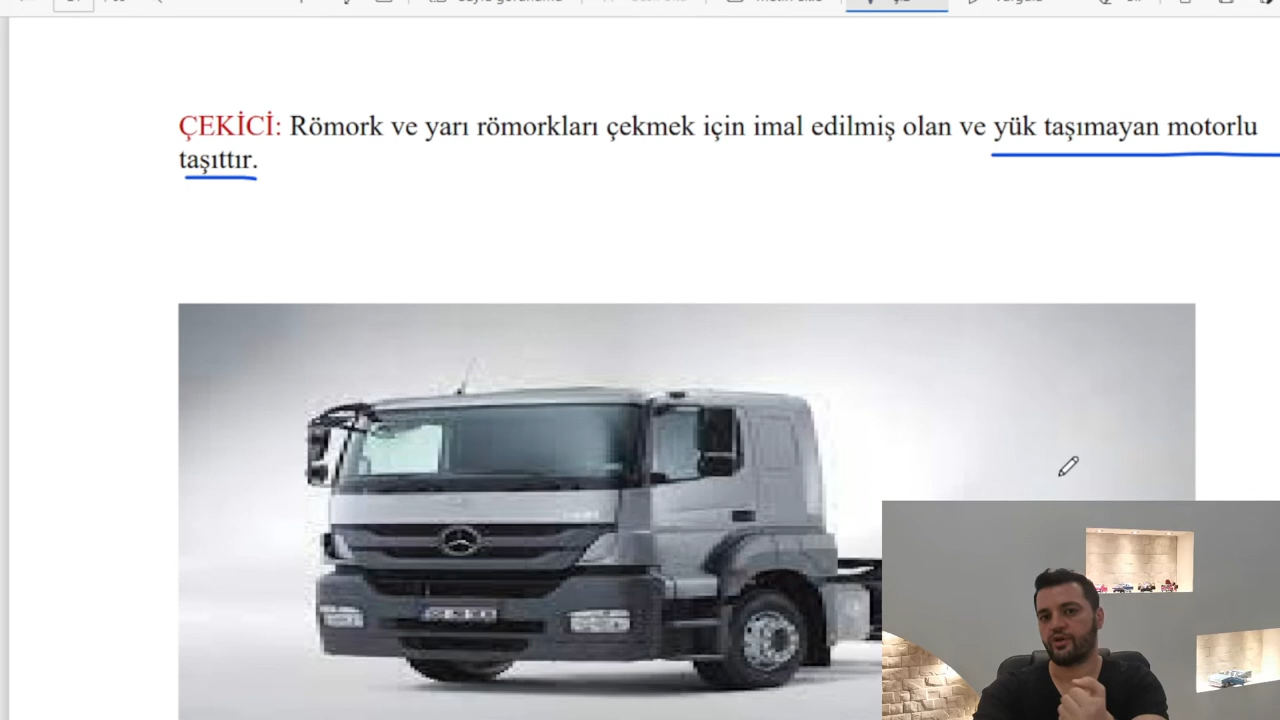 ÇEKİCİ: Römork ve yarı römorkları çekmek için imal edilmiş olan ve yük taşımayan motorlu
taşıttır.